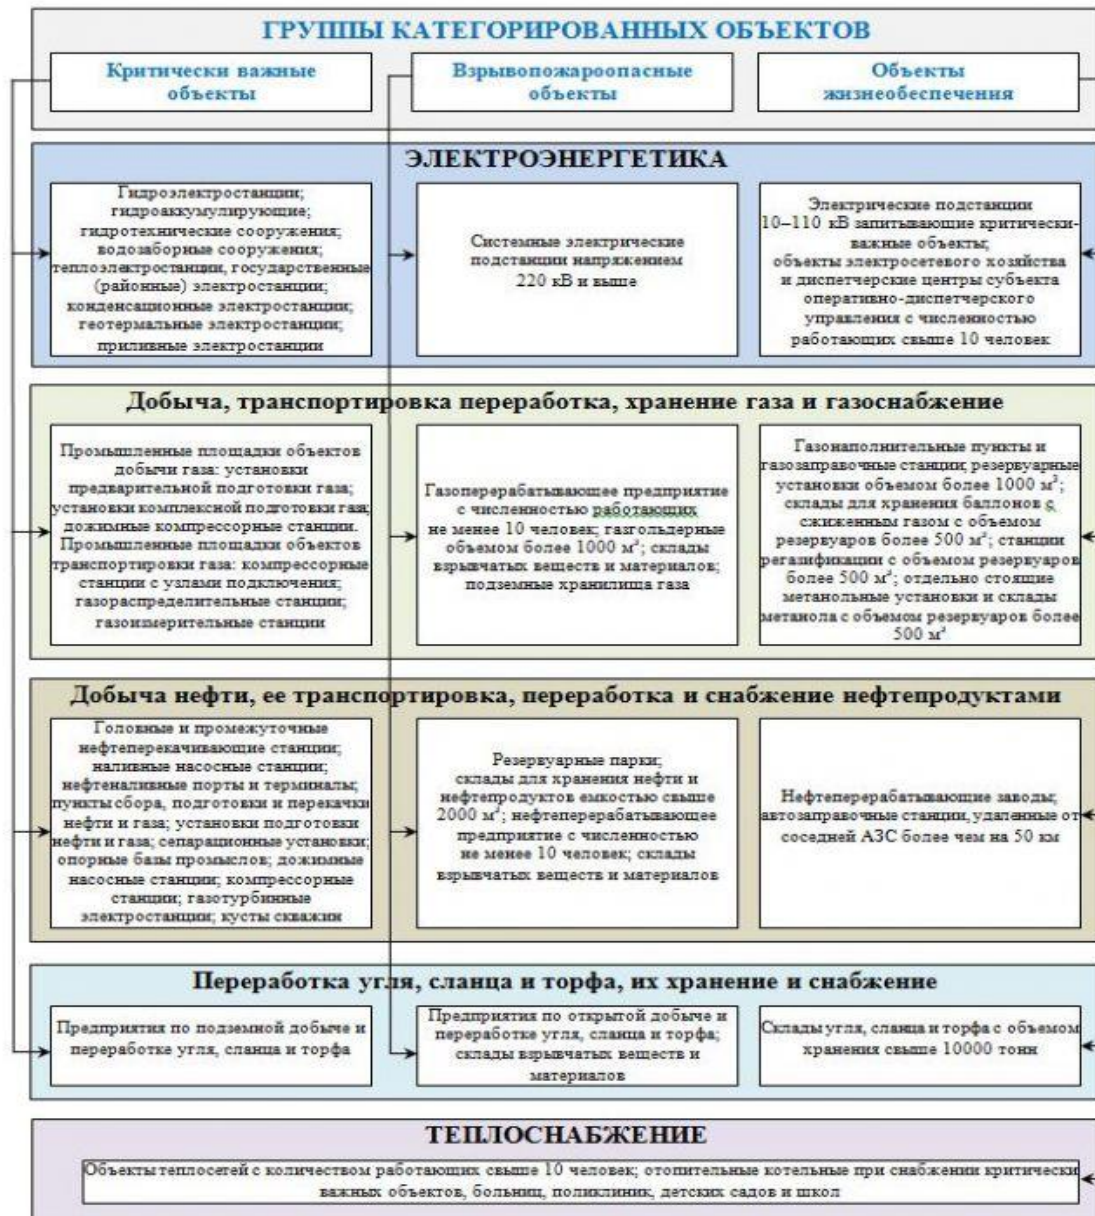 ГРУППЫ КАТЕГОРИРОВАННЫХ ОБЪЕКТОВ
Критически важные
объекты
Взрывопожароопасные
объекты
Объекты
жизнеобеспечения
ЭЛЕКТРОЭНЕРГЕТИКА
Гидроэлектростанции;
гидроаккумулирующие;
гидротехнические сооружения;
водозаборные сооружения;
теплоэлектростанции, государственные
(районные) электростанции;
конденсационные электростанции;
геотермальные электростанции;
приливные электростанции
Системные электрические
подстанции напряжением
220 кВ и выше
Электрические подстанции
10–110 кВ запитывающие критически-
важные объекты;
объекты электросетевого хозяйства
и диспетчерские центры субъекта
оперативно-диспетчерского
управления с численностью
работающих свыше 10 человек
Добыча, транспортировка переработка, хранение газа и газоснабжение
Промышленные площадки объектов
добычи газа: установки
предварительной подготовки газа;
установки комплексной подготовки газа;
дожимные компрессорные станции.
Промышленные площадки объектов
транспортировки газа: компрессорные
станции с узлами подключения;
газораспределительные станции;
газоизмерительные станции
Газоперерабатывающее предприятие
с численностью работающих
не менее 10 человек; газгольдерные
объемом более 1000 м³; склады
взрывчатых веществ и материалов;
подземные хранилища газа
Газонаполнительные пункты и
газозаправочные станции; резервуарные
установки объемом более 1000 м³;
склады для хранения баллонов с
сжиженным газом с объемом
резервуаров более 500 м³; станции
регазификации с объемом резервуаров
более 500 м³; отдельно стоящие
метанольные установки и склады
метанола с объемом резервуаров более
500 м³
Добыча нефти, ее транспортировка, переработка и снабжение нефтепродуктами
Головные и промежуточные
нефтеперекачивающие станции;
наливные насосные станции;
нефтеналивные порты и терминалы;
пункты сбора, подготовки и перекачки
нефти и газа; установки подготовки
нефти и газа; сепарационные установки;
опорные базы промыслов; дожимные
насосные станции; компрессорные
станции; газотурбинные
электростанции; кусты скважин
Резервуарные парки;
склады для хранения нефти и
нефтепродуктов емкостью свыше
2000 м³; нефтеперерабатывающее
предприятие с численностью
не менее 10 человек; склады
взрывчатых веществ и материалов
Нефтеперерабатывающие заводы;
автозаправочные станции, удаленные от
соседней АЗС более чем на 50 км
Переработка угля, сланца и торфа, их хранение и снабжение
Предприятия по подземной добыче и
переработке угля, сланца и торфа
Предприятия по открытой добыче и
переработке угля, сланца и торфа;
склады взрывчатых веществ и
материалов
Склады угля, сланца и торфа с объемом
хранения свыше 10000 тонн
ТЕПЛОСНАБЖЕНИЕ
Объекты теплосетей с количеством работающих свыше 10 человек; отопительные котельные при снабжении критически
важных объектов, больниц, поликлиник, детских садов и школ